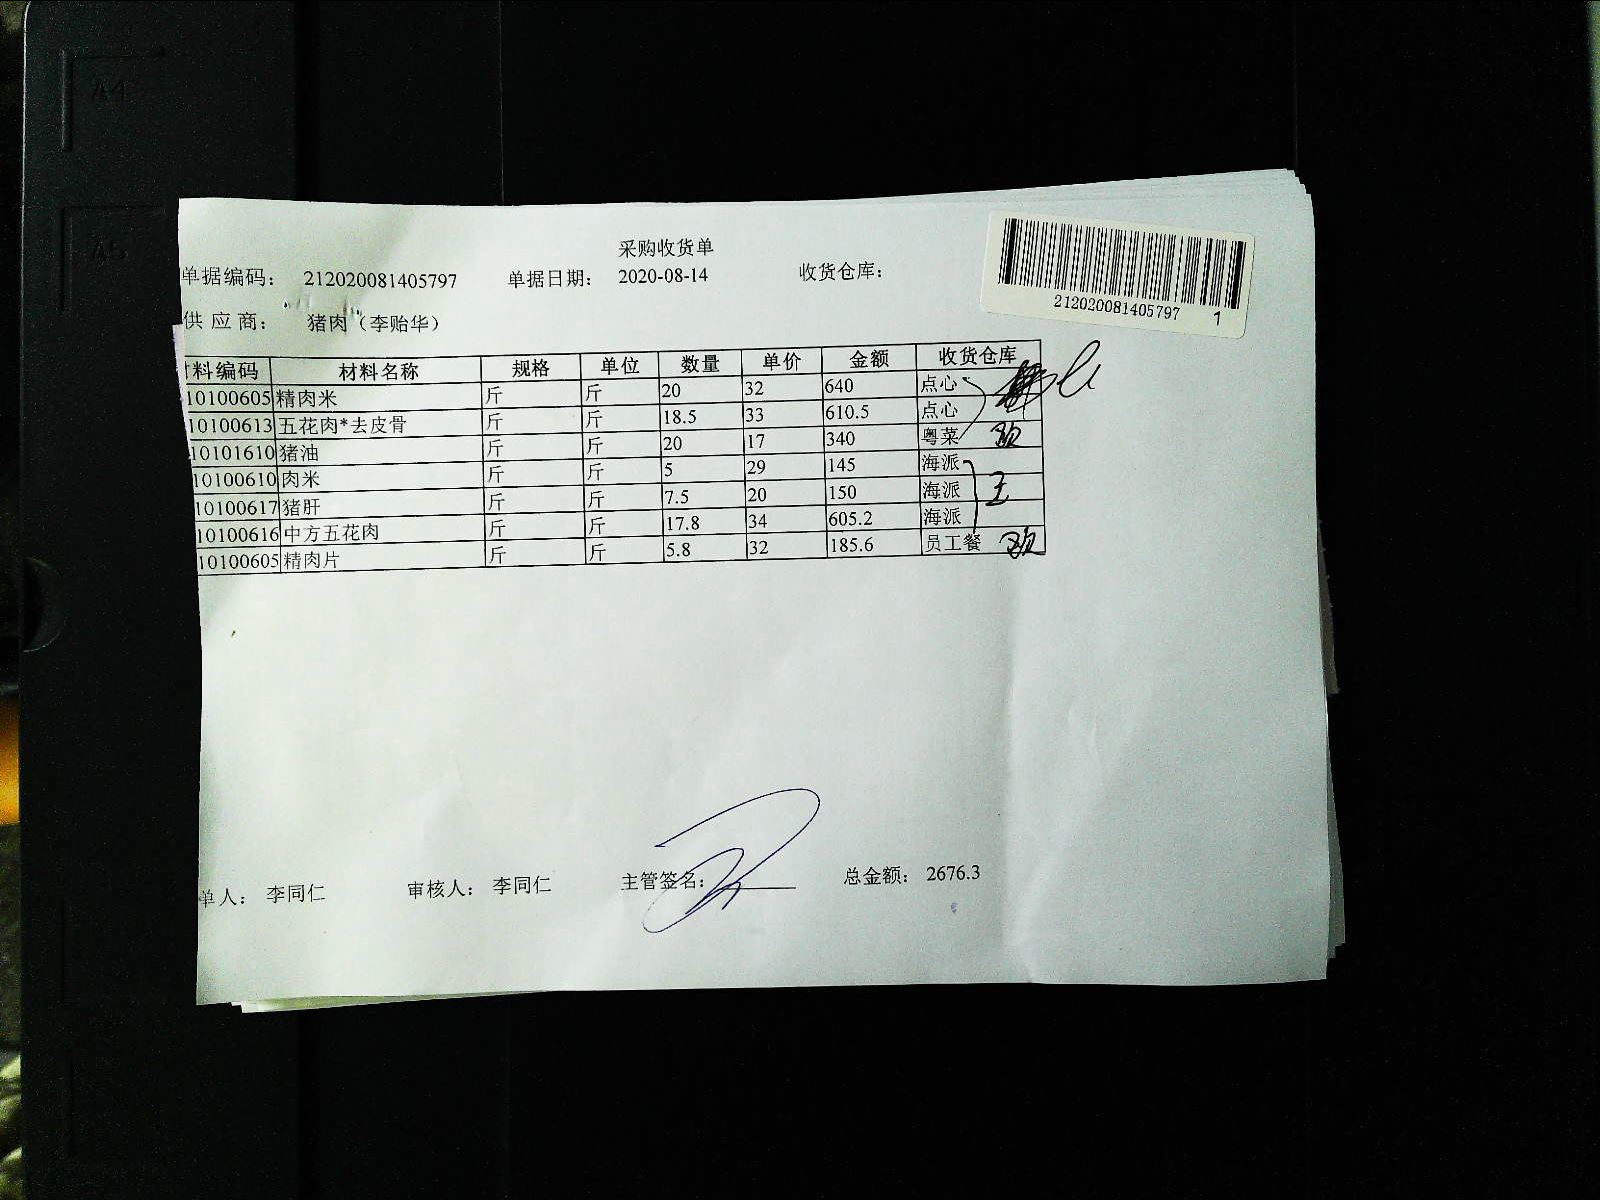 采购收货单
单据编码： 212020081405797 单据日期： 2020-08-14 收货仓库：
212020081405797 1
供应商： 猪肉（李贻华）
料编码 材料名称 规格 单位 数量 单价 金额 收货仓库
10100605 精肉米 斤 斤 20 32 640 点心
10100613 五花肉*去皮骨 斤 斤 18.5 33 610.5 点心
10101610 猪油 斤 斤 20 17 340 粤菜
10100610 肉米 斤 斤 5 29 145 海派
10100617 猪肝 斤 斤 7.5 20 150 海派 王
10100616 中方五花肉 斤 斤 17.8 34 605.2 海派
10100605 精肉片 斤 斤 5.8 32 185.6 员工餐
单人： 李同仁 审核人： 李同仁 主管签名： 总金额： 2676.3
A4
A5